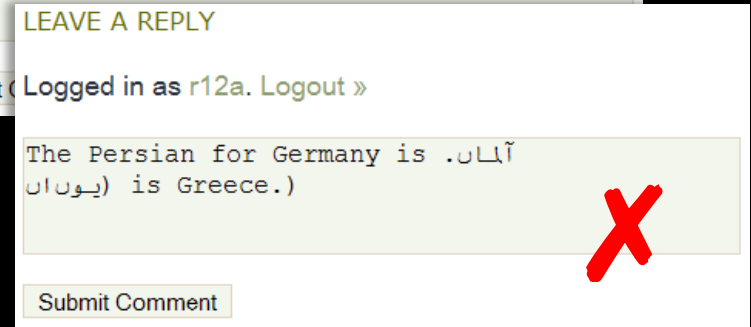 LEAVE A REPLY
Logged in as r12a. Logout »
The Persian for Germany is آلمان.
(یونان is Greece.)
Submit Comment